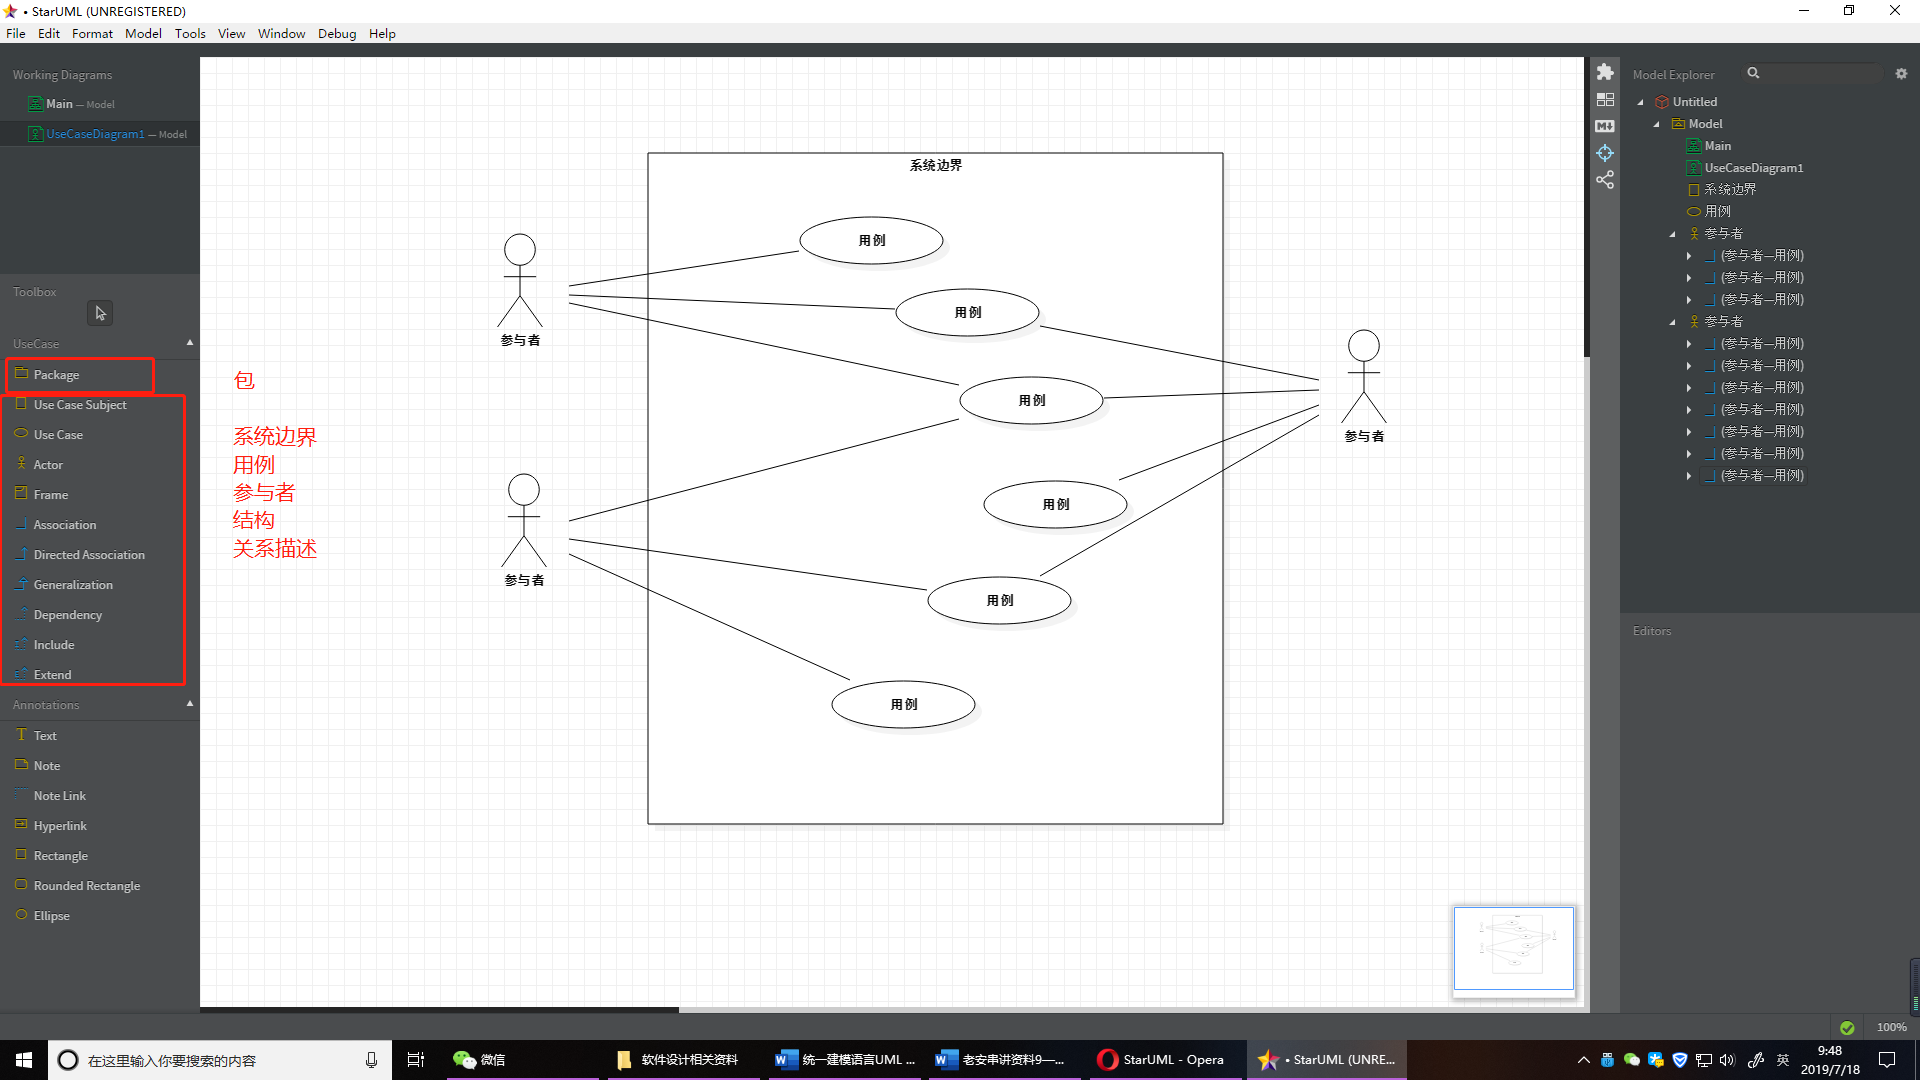 • StarUML (UNREGISTERED)
File Edit Format Model Tools View Window Debug Help
Working Diagrams
Main — Model
UseCaseDiagram1 — Model
Toolbox
UseCase
Package
Use Case Subject
Use Case
Actor
Frame
Association
Directed Association
Generalization
Dependency
Include
Extend
Annotations
Text
Note
Note Link
Hyperlink
Rectangle
Rounded Rectangle
Ellipse
包
系统边界
用例
参与者
结构
关系描述
系统边界
用例
用例
用例
用例
用例
用例
参与者
参与者
参与者
Model Explorer
Untitled
Model
Main
UseCaseDiagram1
系统边界
用例
参与者
(参与者—用例)
(参与者—用例)
(参与者—用例)
参与者
(参与者—用例)
(参与者—用例)
(参与者—用例)
(参与者—用例)
(参与者—用例)
(参与者—用例)
(参与者—用例)
Editors
100%
在这里输入你要搜索的内容
微信
软件设计相关资料
统一建模语言UML ...
老安串讲资料9—...
StarUML - Opera
• StarUML (UNRE...
英
9:48
2019/7/18